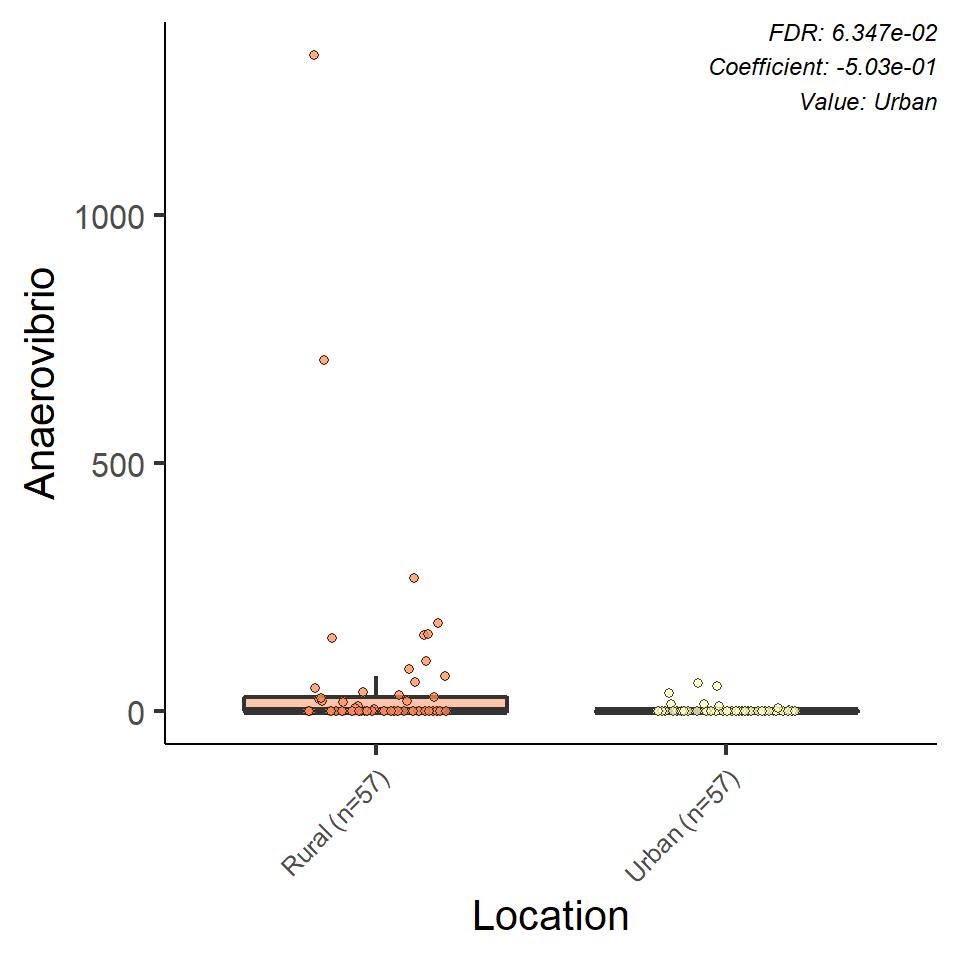 FDR: 6.347e-02
Coefficient: -5.03e-01
Value: Urban
Anaerovibrio
1000
500
0
Rural (n=57)
Urban (n=57)
Location